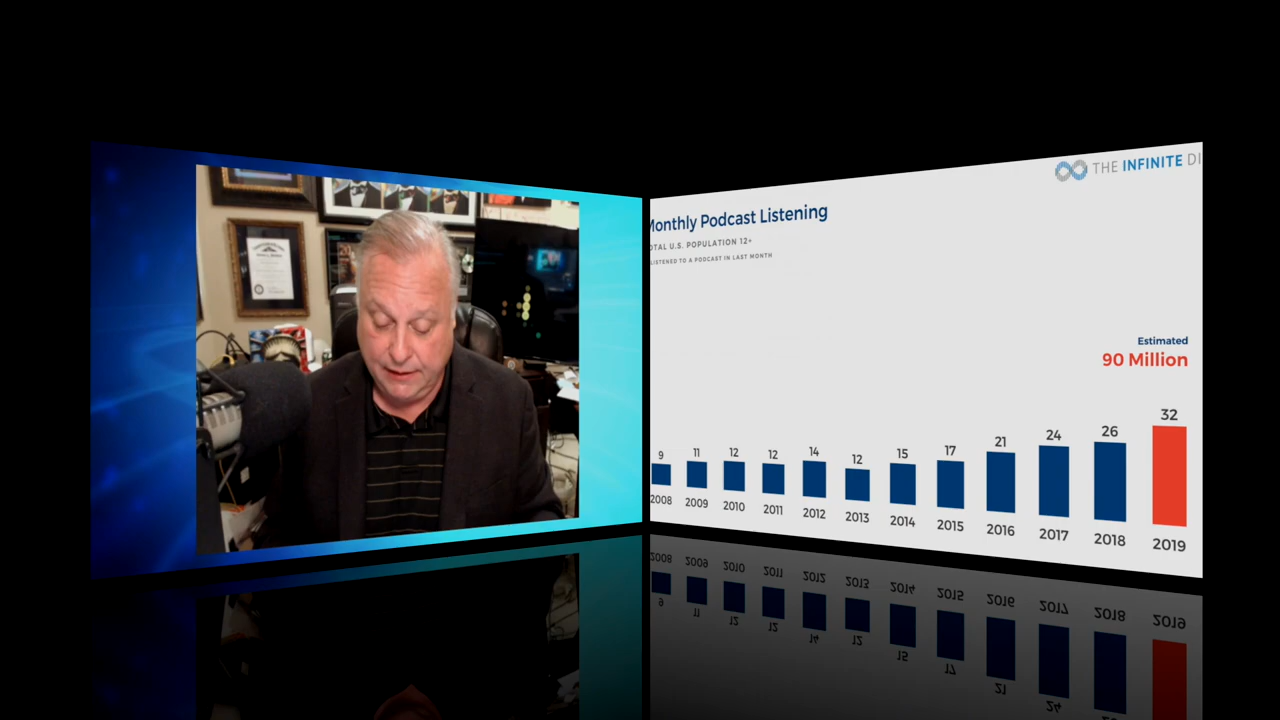 THE INFINITE DI
Monthly Podcast Listening
TOTAL U.S. POPULATION 12+
LISTENED TO A PODCAST IN LAST MONTH
Estimated
90 Million
9 11 12 12 14 12 15 17 21 24 26 32
2008 2009 2010 2011 2012 2013 2014 2015 2016 2017 2018 2019